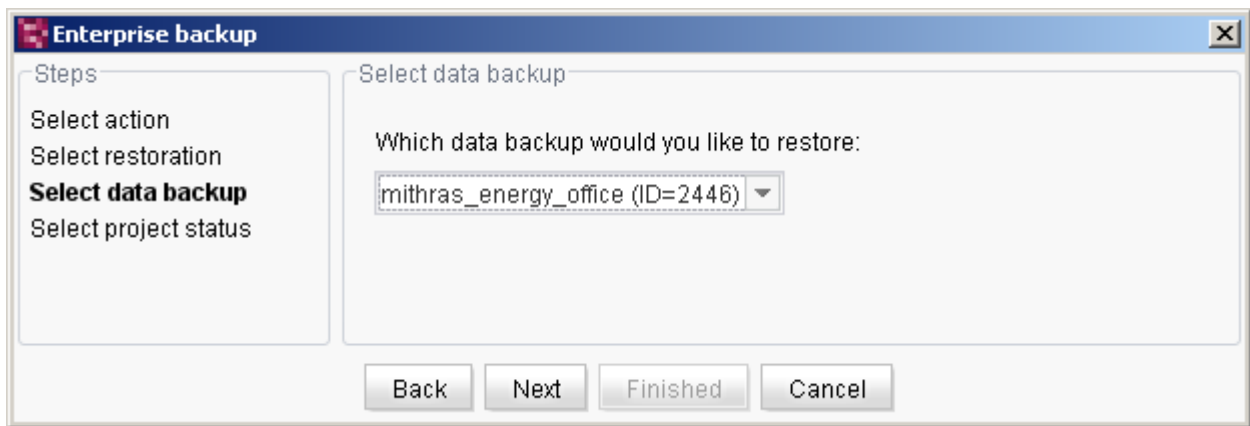 Enterprise backup
Steps
Select action
Select restoration
Select data backup
Select project status
Select data backup
Which data backup would you like to restore:
mithras_energy_office (ID=2446)
Back Next Finished Cancel